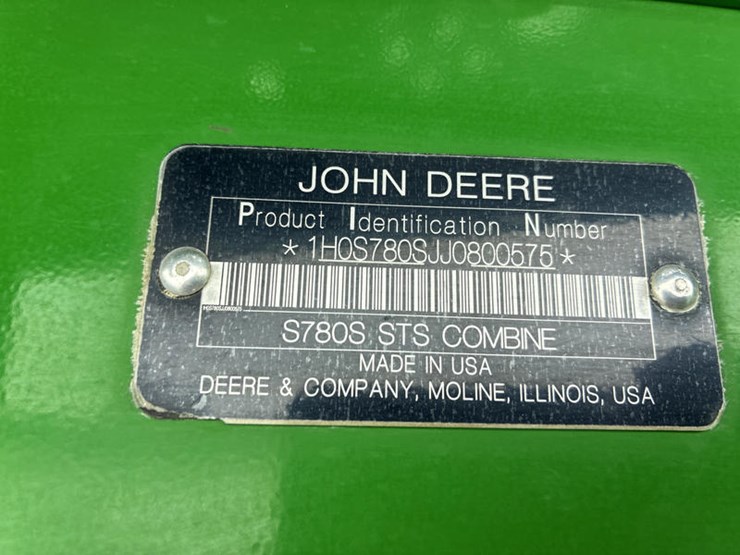 JOHN DEERE
Product Identification Number
* 1H0S780SJJ0800575 *
S780S STS COMBINE
MADE IN USA
DEERE & COMPANY, MOLINE, ILLINOIS, USA